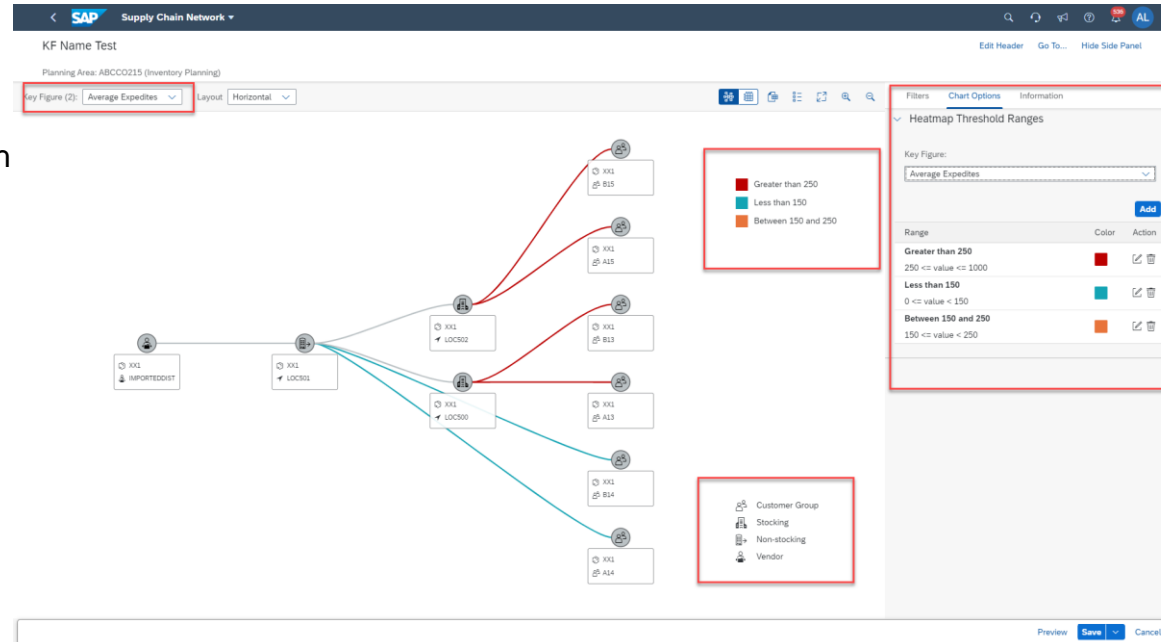 SAP Supply Chain Network
AL
KF Name Test
Edit Header Go To... Hide Side Panel
Planning Area: ABCCO215 (Inventory Planning)
Key Figure (2): Average Expedites Layout Horizontal
Filters Chart Options Information
Heatmap Threshold Ranges
n
Key Figure:
Average Expedites
Add
Range Color Action
Greater than 250
250 <= value <= 1000
Less than 150
0 <= value < 150
Between 150 and 250
150 <= value < 250
Greater than 250
Less than 150
Between 150 and 250
XX1
B15
XX1
A15
XX1
LOC502
XX1
B13
XX1
IMPORTEDDIST
XX1
LOC501
XX1
LOC500
XX1
A13
XX1
B14
XX1
A14
Customer Group
Stocking
Non-stocking
Vendor
Preview Save Cancel